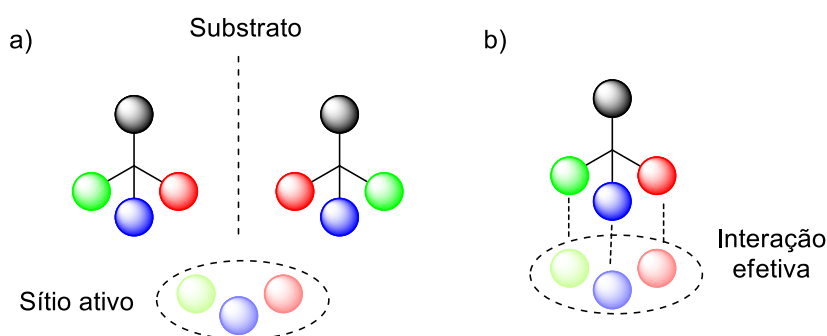 Substrato
a)
b)
Sítio ativo
Interação
efetiva